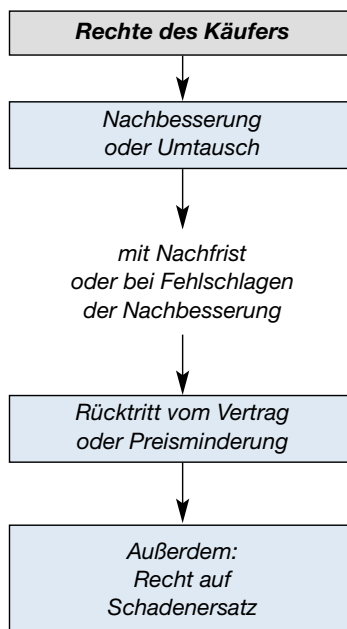 Rechte des Käufers
Nachbesserung
oder Umtausch
mit Nachfrist
oder bei Fehlschlagen
der Nachbesserung
Rücktritt vom Vertrag
oder Preisminderung
Außerdem:
Recht auf
Schadenersatz